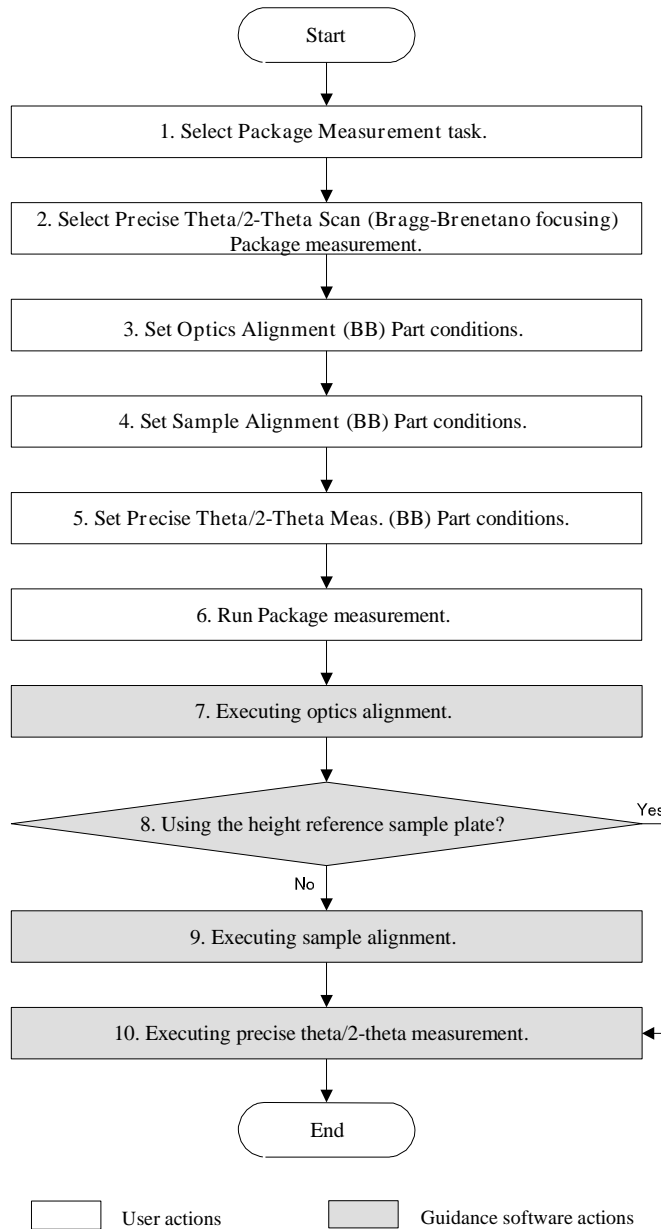 Start
1. Select Package Measurement task.
2. Select Precise Theta/2-Theta Scan (Bragg-Brenetano focusing)
Package measurement.
3. Set Optics Alignment (BB) Part conditions.
4. Set Sample Alignment (BB) Part conditions.
5. Set Precise Theta/2-Theta Meas. (BB) Part conditions.
6. Run Package measurement.
7. Executing optics alignment.
8. Using the height reference sample plate?
Yes
No
9. Executing sample alignment.
10. Executing precise theta/2-theta measurement.
End
User actions
Guidance software actions